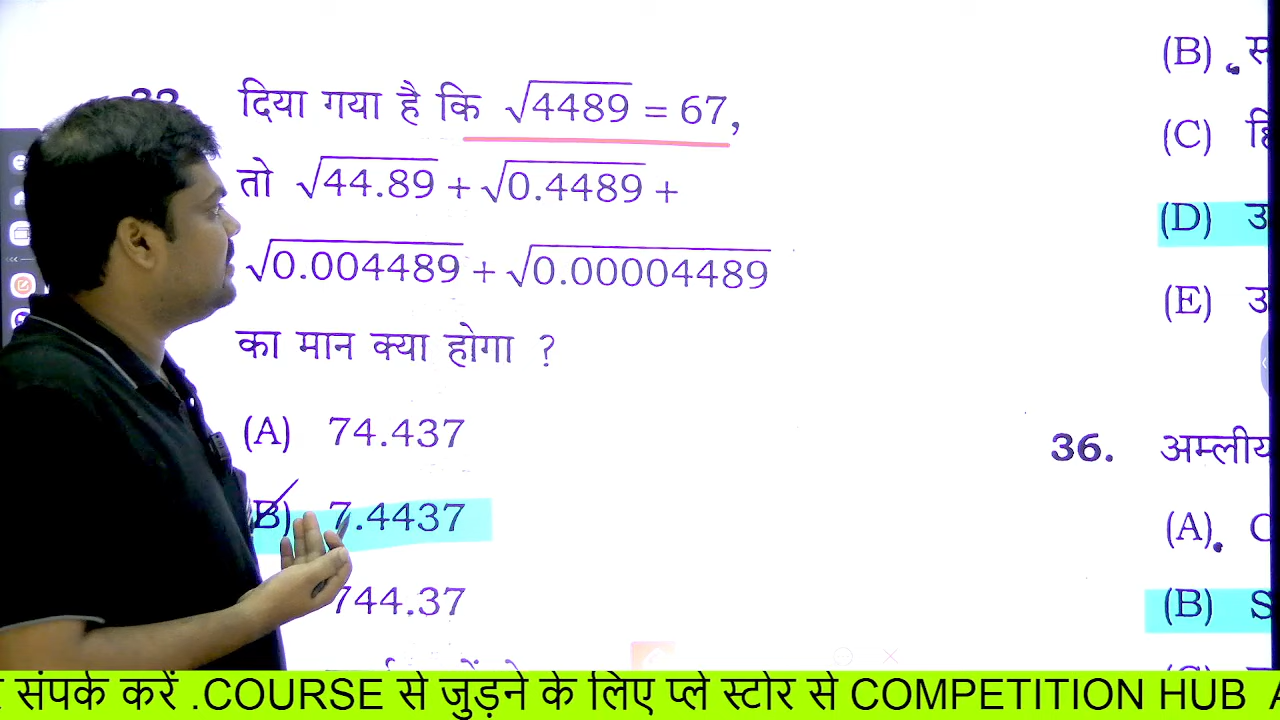 दिया गया है कि √4489 = 67,
तो √44.89 + √0.4489 +
√0.004489 + √0.00004489
का मान क्या होगा ?
(A) 74.437
(B) 7.4437
744.37
(B)
(C)
(D)
(E)
36. अम्लीय
(A)
(B)
संपर्क करें .COURSE से जुड़ने के लिए प्ले स्टोर से COMPETITION HUB